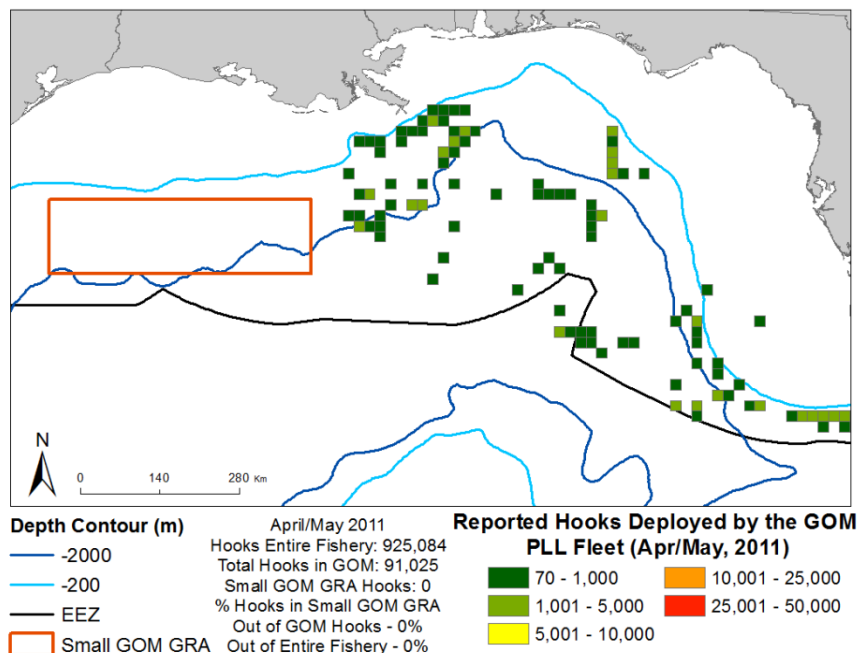 N
0 140 280 Km
Depth Contour (m)
-2000
-200
EEZ
Small GOM GRA
April/May 2011
Hooks Entire Fishery: 925,084
Total Hooks in GOM: 91,025
Small GOM GRA Hooks: 0
% Hooks in Small GOM GRA
Out of GOM Hooks - 0%
Out of Entire Fishery - 0%
Reported Hooks Deployed by the GOM
PLL Fleet (Apr/May, 2011)
70 - 1,000
1,001 - 5,000
5,001 - 10,000
10,001 - 25,000
25,001 - 50,000